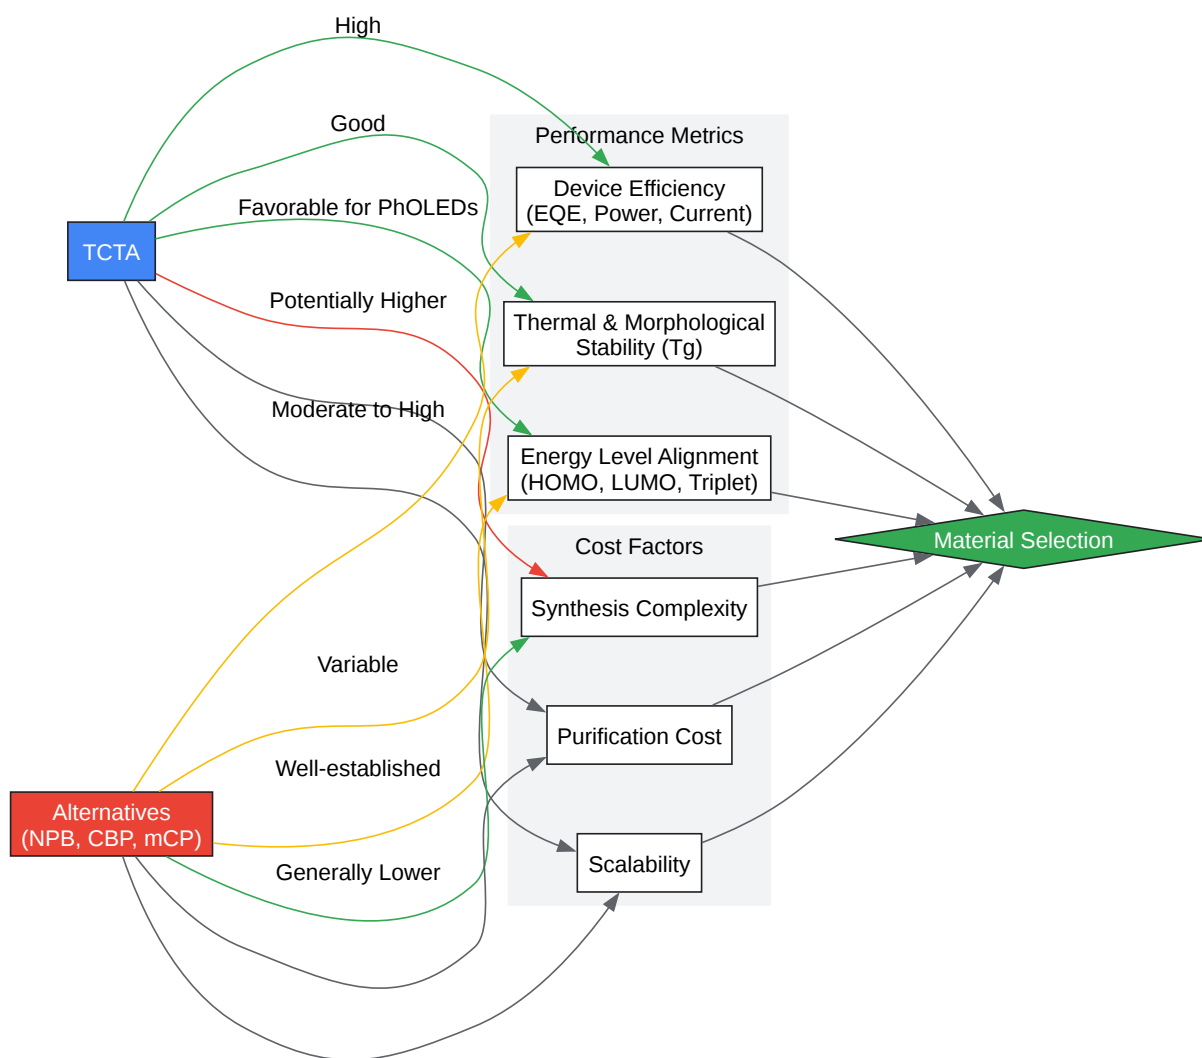 High
Good
Performance Metrics
Device Efficiency
(EQE, Power, Current)
Favorable for PhOLEDs
TCTA
Potentially Higher
Thermal & Morphological
Stability (Tg)
Moderate to High
Energy Level Alignment
(HOMO, LUMO, Triplet)
Material Selection
Cost Factors
Synthesis Complexity
Variable
Purification Cost
Well-established
Alternatives
(NPB, CBP, mCP)
Generally Lower
Scalability